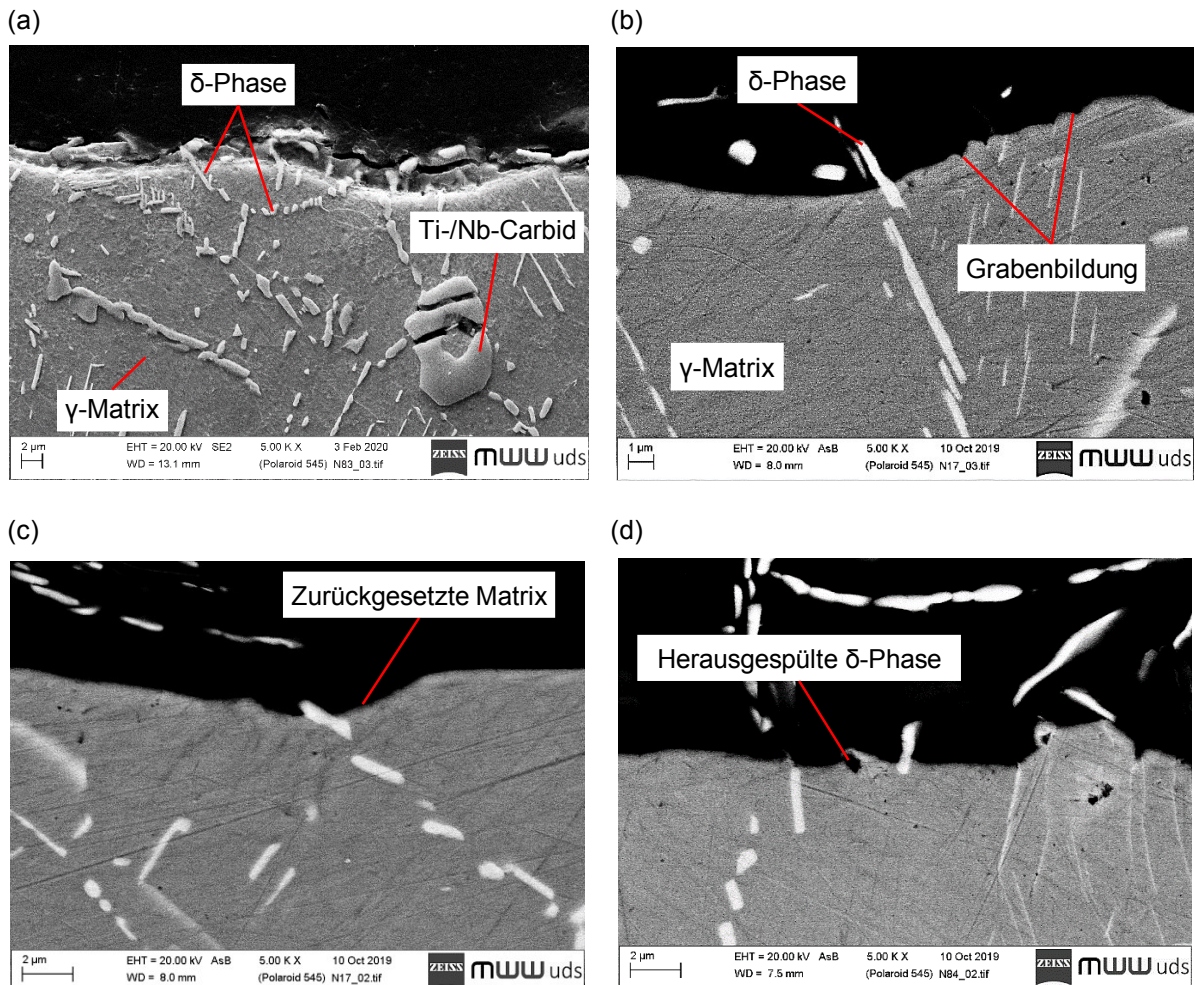 (a)
δ-Phase
Ti-/Nb-Carbid
γ-Matrix
2 µm
EHT = 20.00 kV SE2 5.00 K X 3 Feb 2020
WD = 13.1 mm (Polaroid 545) N83_03.tif
ZEISS mWW uds
(b)
δ-Phase
Grabenbildung
γ-Matrix
1 µm
EHT = 20.00 kV AsB 5.00 K X 10 Oct 2019
WD = 8.0 mm (Polaroid 545) N17_03.tif
ZEISS mWW uds
(c)
Zurückgesetzte Matrix
2 µm
EHT = 20.00 kV AsB 5.00 K X 10 Oct 2019
WD = 8.0 mm (Polaroid 545) N17_02.tif
ZEISS mWW uds
(d)
Herausgespülte δ-Phase
2 µm
EHT = 20.00 kV AsB 5.00 K X 10 Oct 2019
WD = 7.5 mm (Polaroid 545) N84_02.tif
ZEISS mWW uds